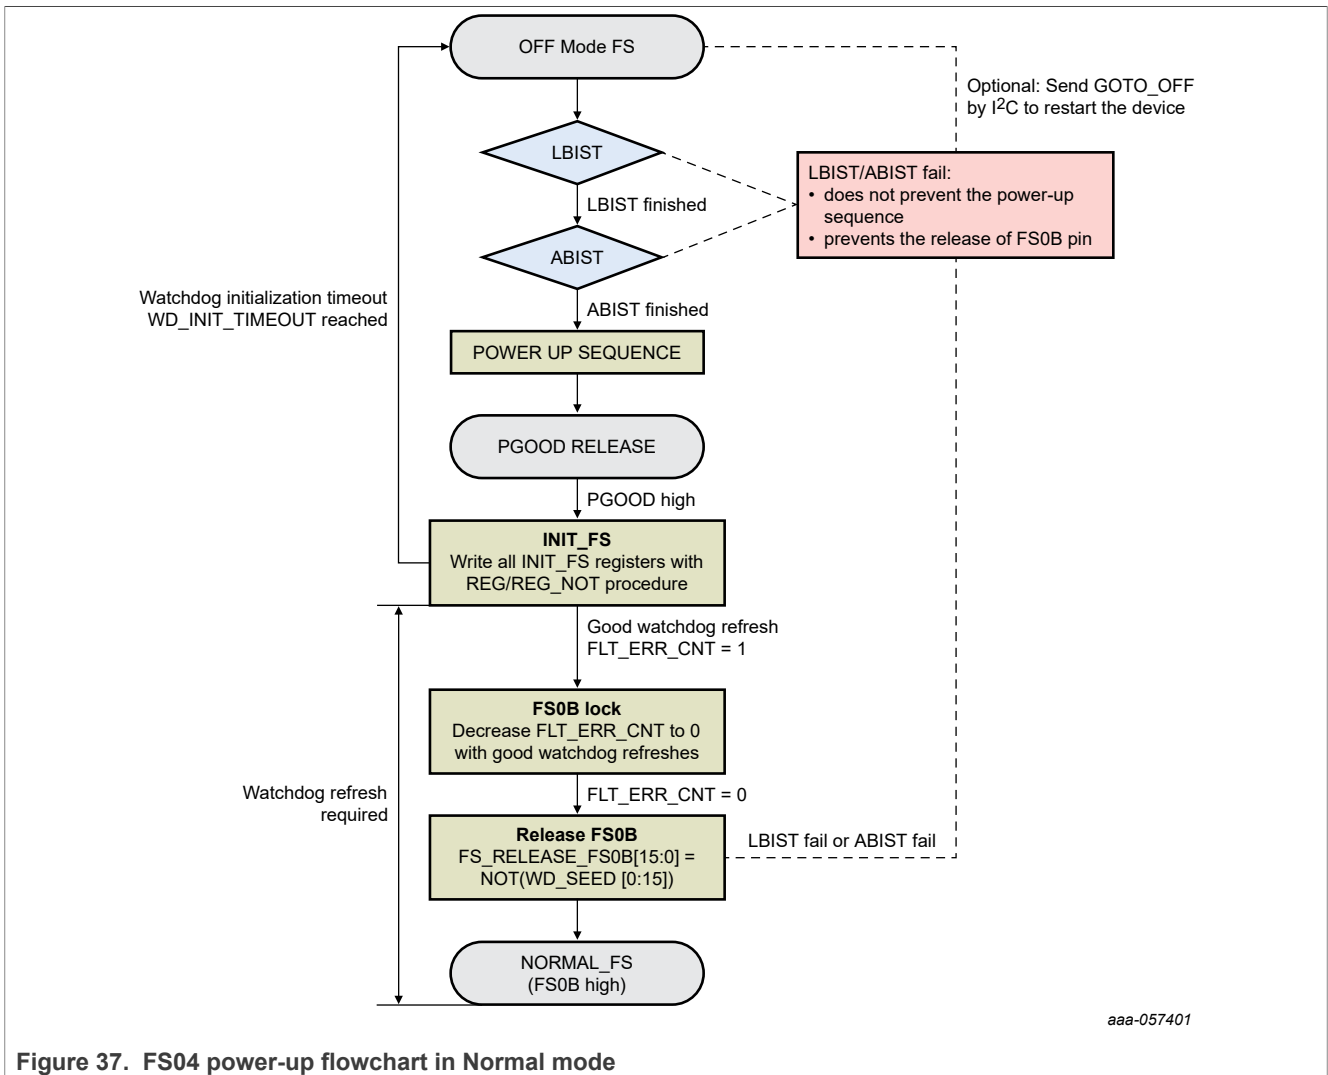 OFF Mode FS
Optional: Send GOTO_OFF
by I2C to restart the device
LBIST
LBIST/ABIST fail:
• does not prevent the power-up
sequence
• prevents the release of FS0B pin
LBIST finished
ABIST
Watchdog initialization timeout
WD_INIT_TIMEOUT reached
ABIST finished
POWER UP SEQUENCE
PGOOD RELEASE
PGOOD high
INIT_FS
Write all INIT_FS registers with
REG/REG_NOT procedure
Good watchdog refresh
FLT_ERR_CNT = 1
FS0B lock
Decrease FLT_ERR_CNT to 0
with good watchdog refreshes
Watchdog refresh
required
FLT_ERR_CNT = 0
Release FS0B
FS_RELEASE_FS0B[15:0] =
NOT(WD_SEED [0:15])
LBIST fail or ABIST fail
NORMAL_FS
(FS0B high)
aaa-057401
Figure 37. FS04 power-up flowchart in Normal mode